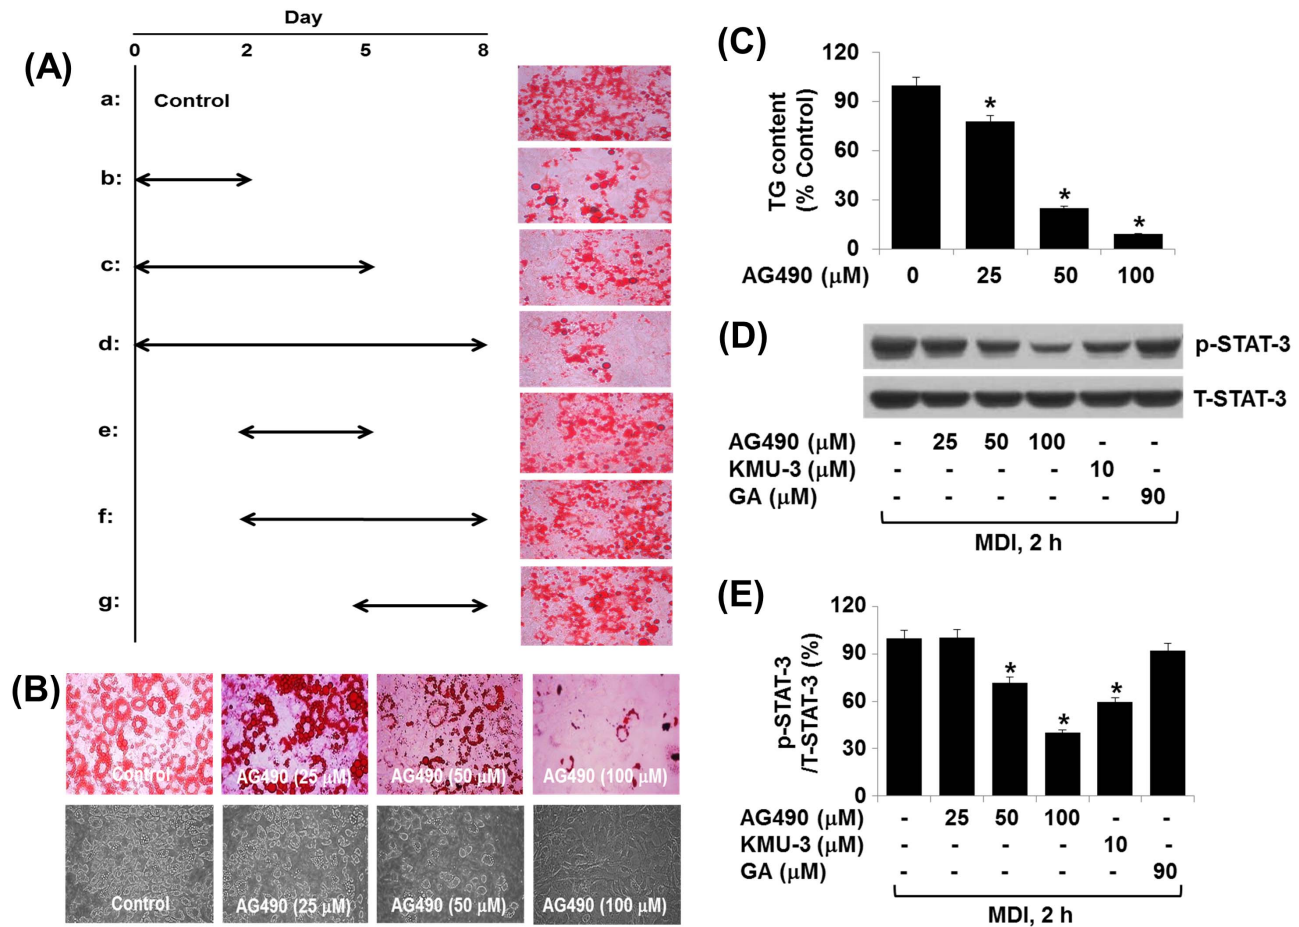 Day
0 2 5 8
(A)
a: Control
b:
c:
d:
e:
f:
g:
(B)
Control
AG490 (25 µM)
AG490 (50 µM)
AG490 (100 µM)
Control
AG490 (25 µM)
AG490 (50 µM)
AG490 (100 µM)
(C)
TG content
(% Control)
120
90
60
30
0
AG490 (µM) 0 25 50 100
* * *
(D)
p-STAT-3
T-STAT-3
AG490 (µM) - 25 50 100 - -
KMU-3 (µM) - - - - 10 -
GA (µM) - - - - - 90
MDI, 2 h
(E)
p-STAT-3
/T-STAT-3 (%)
120
90
60
30
0
* * *
AG490 (µM) - 25 50 100 - -
KMU-3 (µM) - - - - 10 -
GA (µM) - - - - - 90
MDI, 2 h